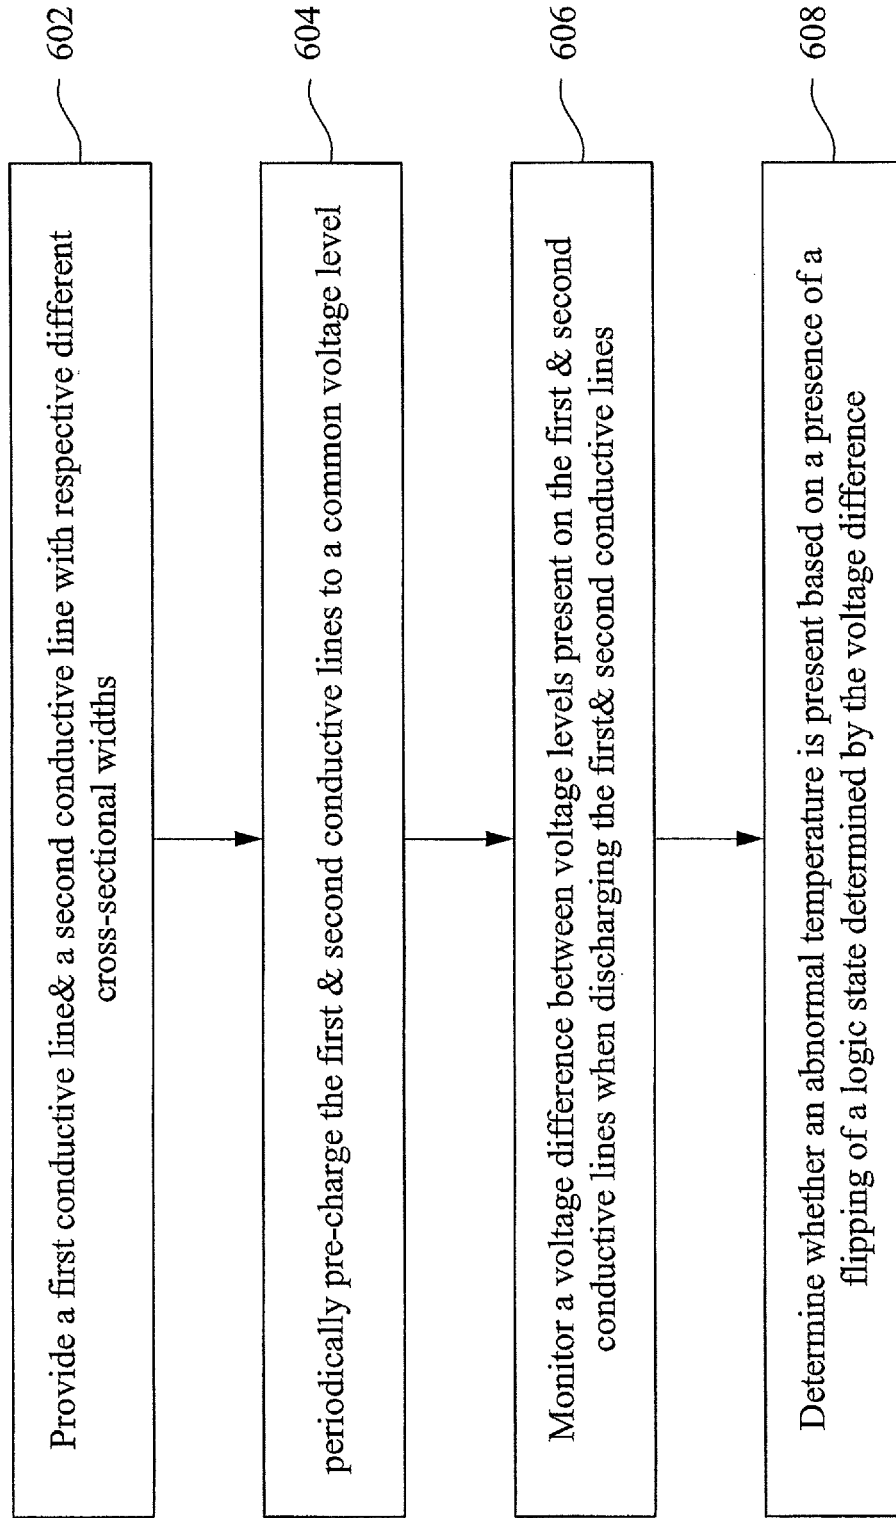 Provide a first conductive line& a second conductive line with respective different
cross-sectional widths
602
periodically pre-charge the first & second conductive lines to a common voltage level
604
Monitor a voltage difference between voltage levels present on the first & second
conductive lines when discharging the first& second conductive lines
606
Determine whether an abnormal temperature is present based on a presence of a
flipping of a logic state determined by the voltage difference
608